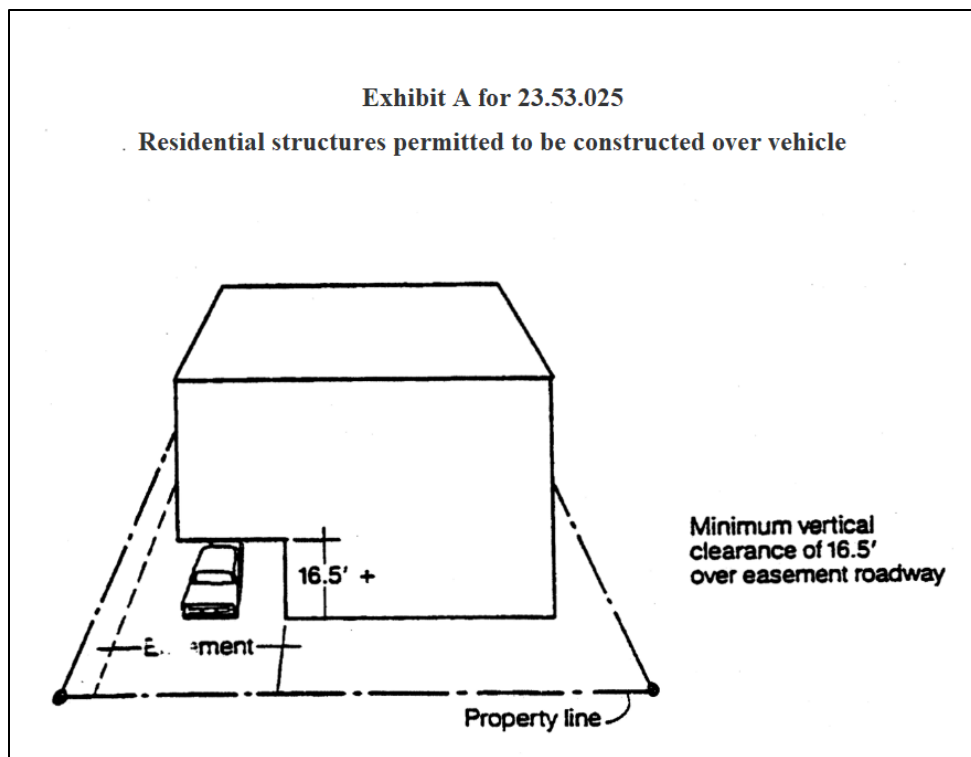 Exhibit A for 23.53.025
Residential structures permitted to be constructed over vehicle
16.5' +
Minimum vertical
clearance of 16.5'
over easement roadway
Property line